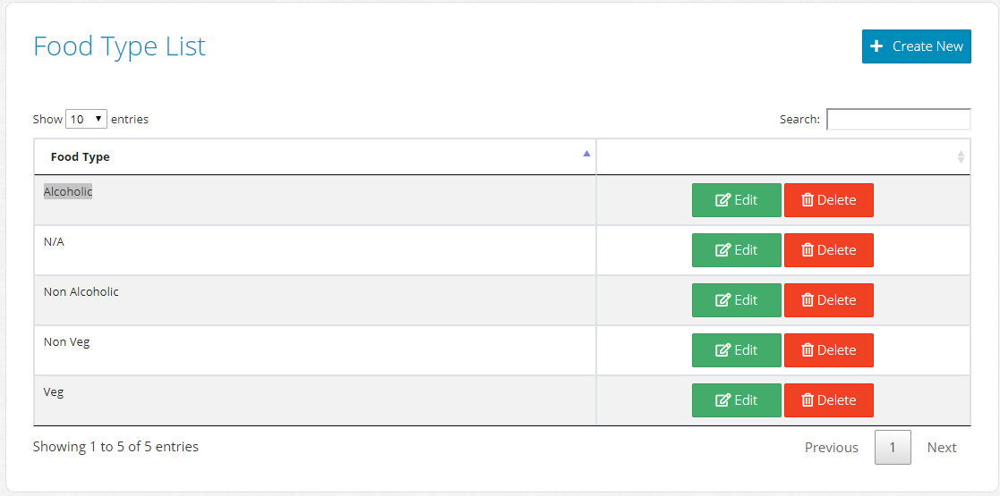 Food Type List
Create New
Show 10 entries
Search:
Food Type
Alcoholic Edit Delete
N/A Edit Delete
Non Alcoholic Edit Delete
Non Veg Edit Delete
Veg Edit Delete
Showing 1 to 5 of 5 entries
Previous 1 Next